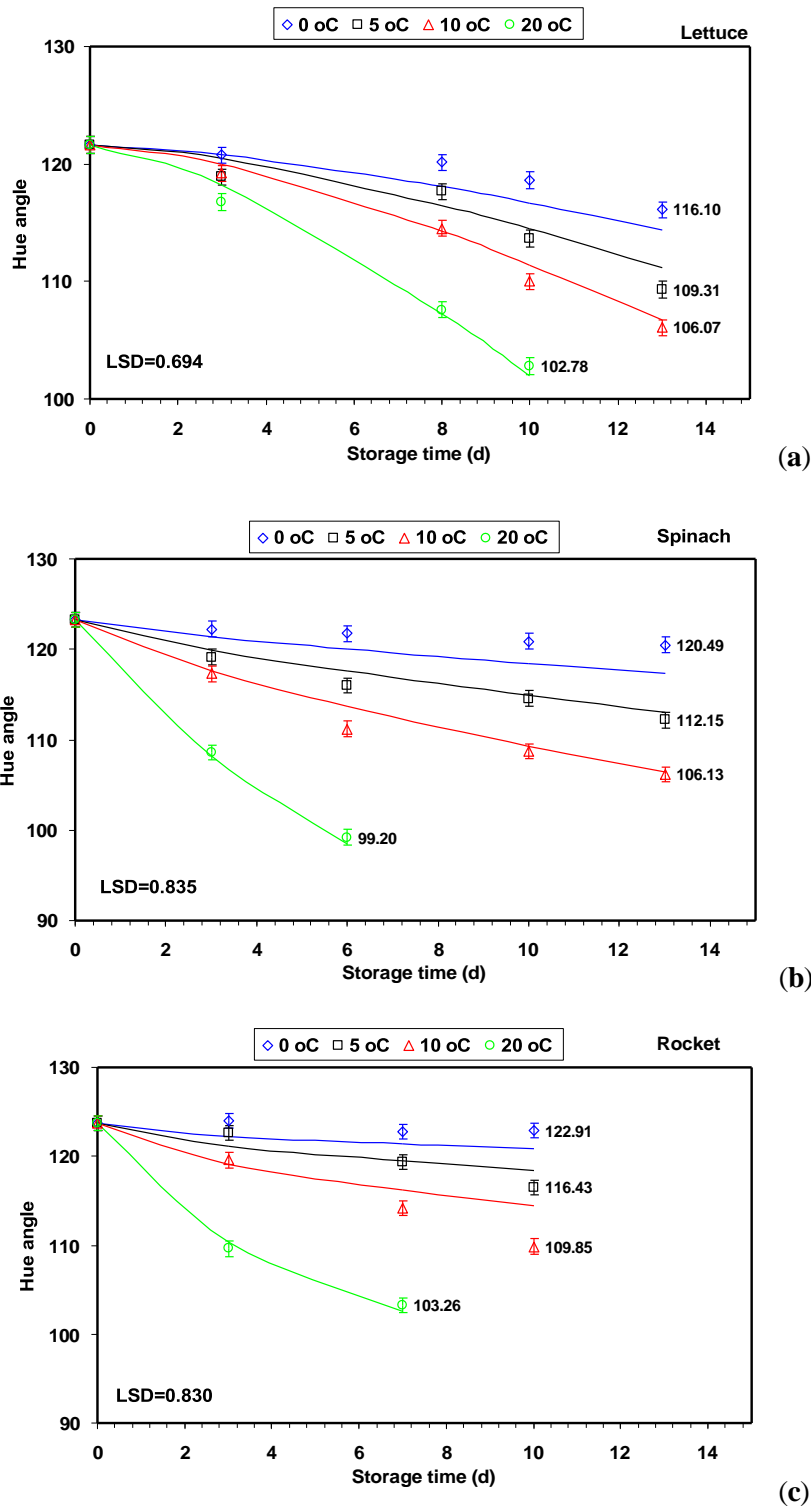 0 oC 5 oC 10 oC 20 oC
Lettuce
130
120
110
100
Hue angle
116.10
109.31
106.07
102.78
LSD=0.694
0 2 4 6 8 10 12 14
Storage time (d)
(a)
0 oC 5 oC 10 oC 20 oC
Spinach
130
120
110
100
90
Hue angle
120.49
112.15
106.13
99.20
LSD=0.835
0 2 4 6 8 10 12 14
Storage time (d)
(b)
0 oC 5 oC 10 oC 20 oC
Rocket
130
120
110
100
90
Hue angle
122.91
116.43
109.85
103.26
LSD=0.830
0 2 4 6 8 10 12 14
Storage time (d)
(c)